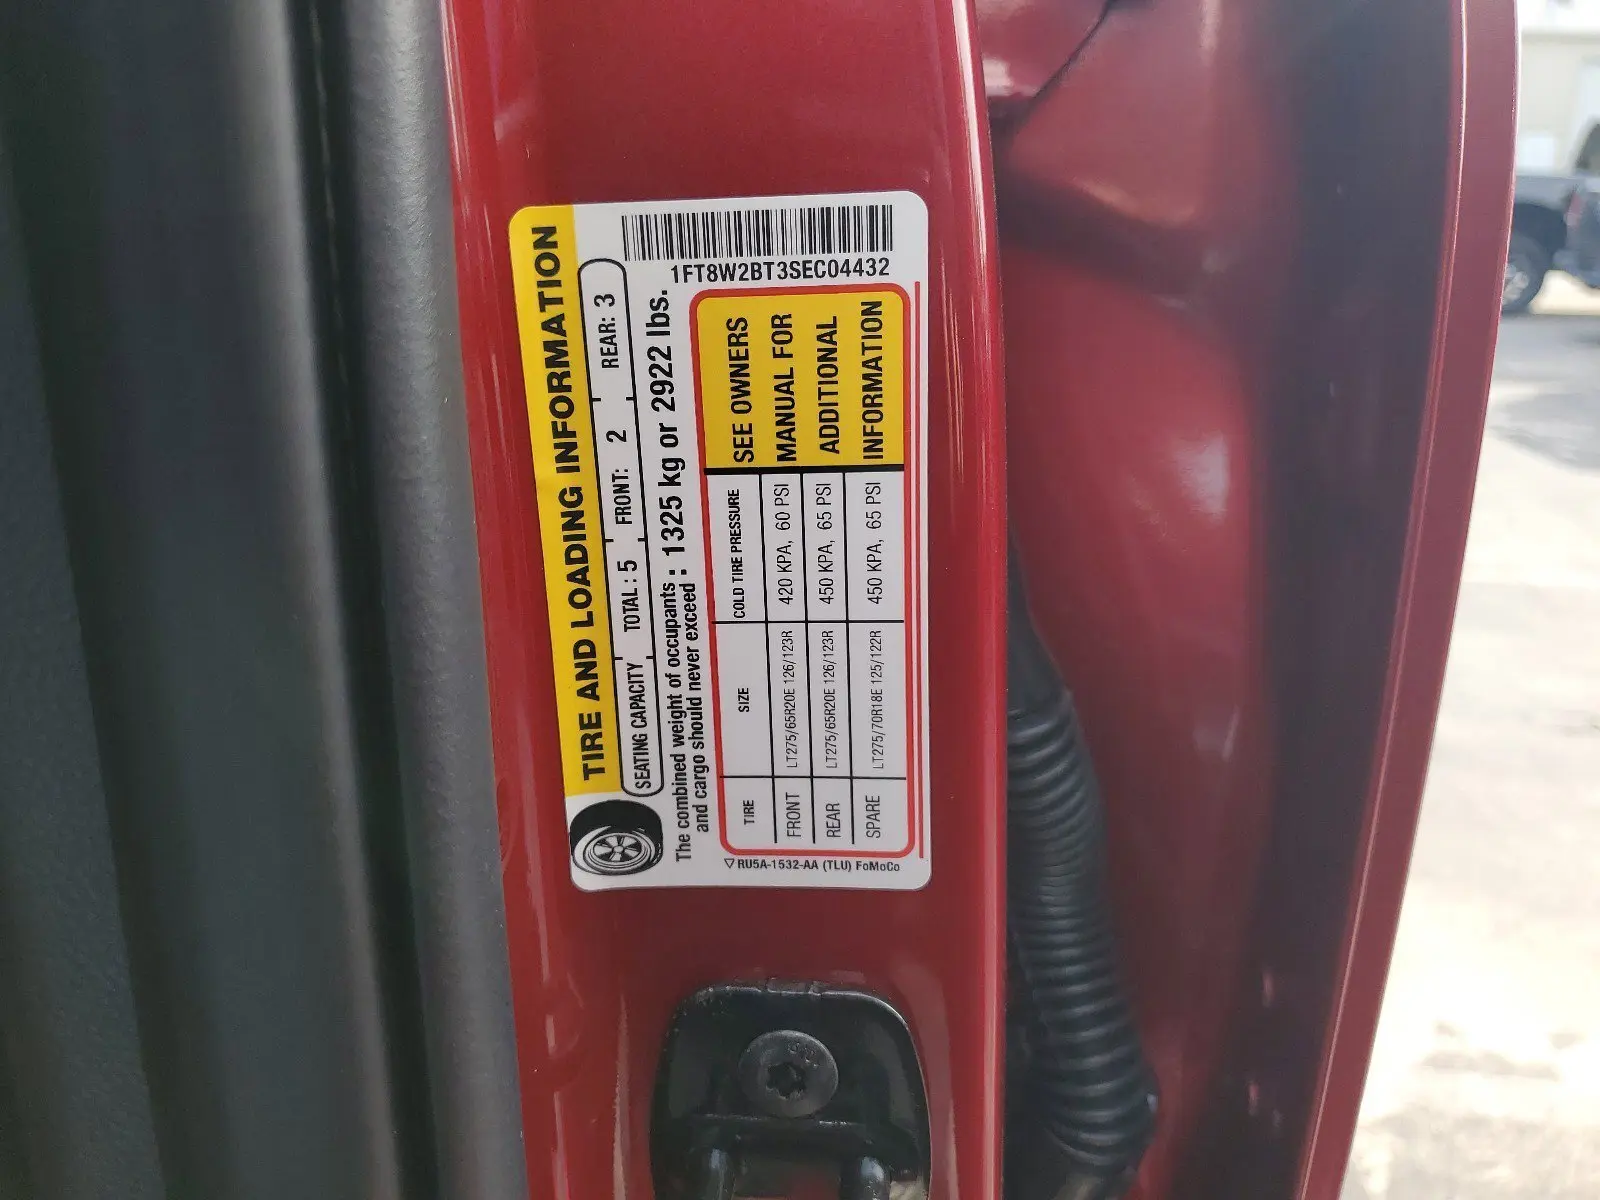 1FT8W2BT3SEC04432
TIRE AND LOADING INFORMATION
SEATING CAPACITY TOTAL : 5 FRONT: 2 REAR: 3
The combined weight of occupants and cargo should never exceed : 1325 kg or 2922 lbs.
TIRE SIZE COLD TIRE PRESSURE
FRONT LT275/65R20E 126/123R 420 KPA, 60 PSI
REAR LT275/65R20E 126/123R 450 KPA, 65 PSI
SPARE LT275/70R18E 125/122R 450 KPA, 65 PSI
SEE OWNERS
MANUAL FOR
ADDITIONAL
INFORMATION
RU5A-1532-AA (TLU) FoMoCo